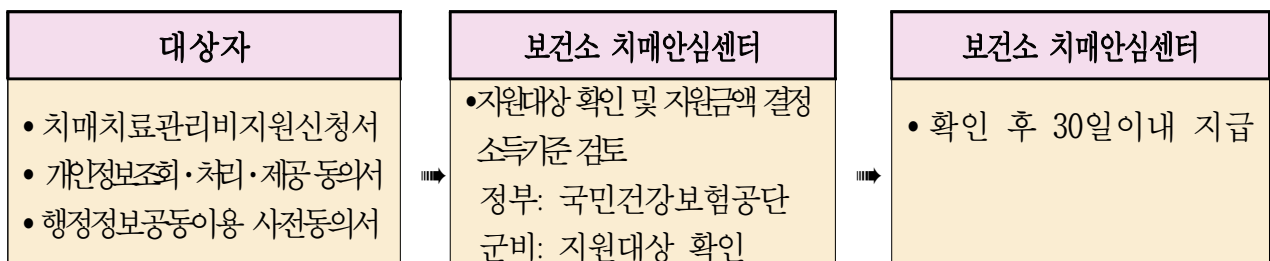 대상자
• 치매치료관리비지원신청서
• 개인정보조회·처리·제공 동의서
• 행정정보공동이용 사전동의서
➠
보건소 치매안심센터
•지원대상 확인 및 지원금액 결정
소득기준 검토
정부: 국민건강보험공단
군비: 지원대상 확인
➠
보건소 치매안심센터
• 확인 후 30일이내 지급